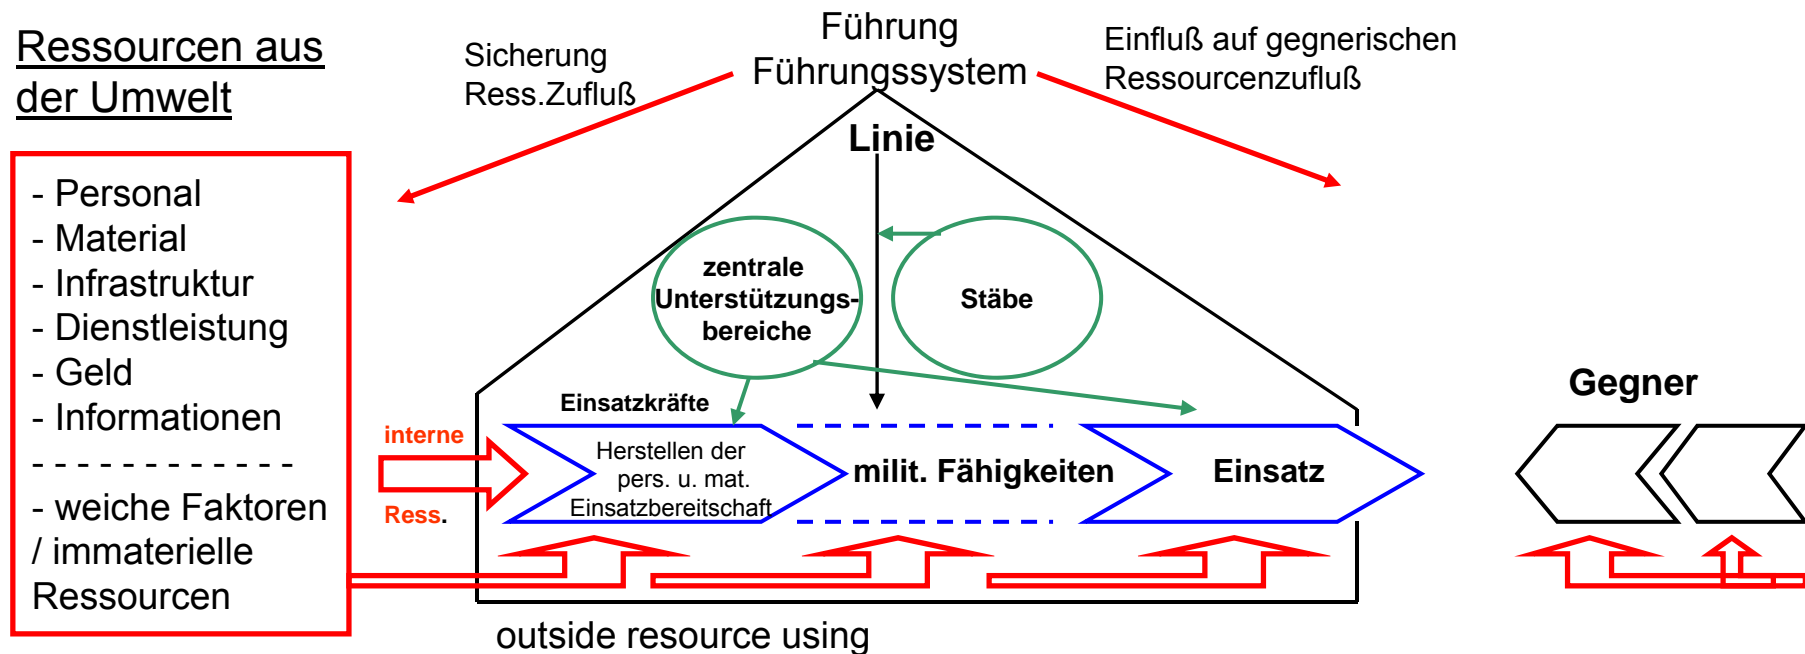 Ressourcen aus
der Umwelt
- Personal
- Material
- Infrastruktur
- Dienstleistung
- Geld
- Informationen
- - - - - - - - - - - -
- weiche Faktoren
/ immaterielle
Ressourcen
Sicherung
Ress.Zufluß
Führung
Führungssystem
Einfluß auf gegnerischen
Ressourcenzufluß
Linie
zentrale
Unterstützungs-
bereiche
Stäbe
Einsatzkräfte
interne
Ress.
Herstellen der
pers. u. mat.
Einsatzbereitschaft
milit. Fähigkeiten
Einsatz
Gegner
outside resource using